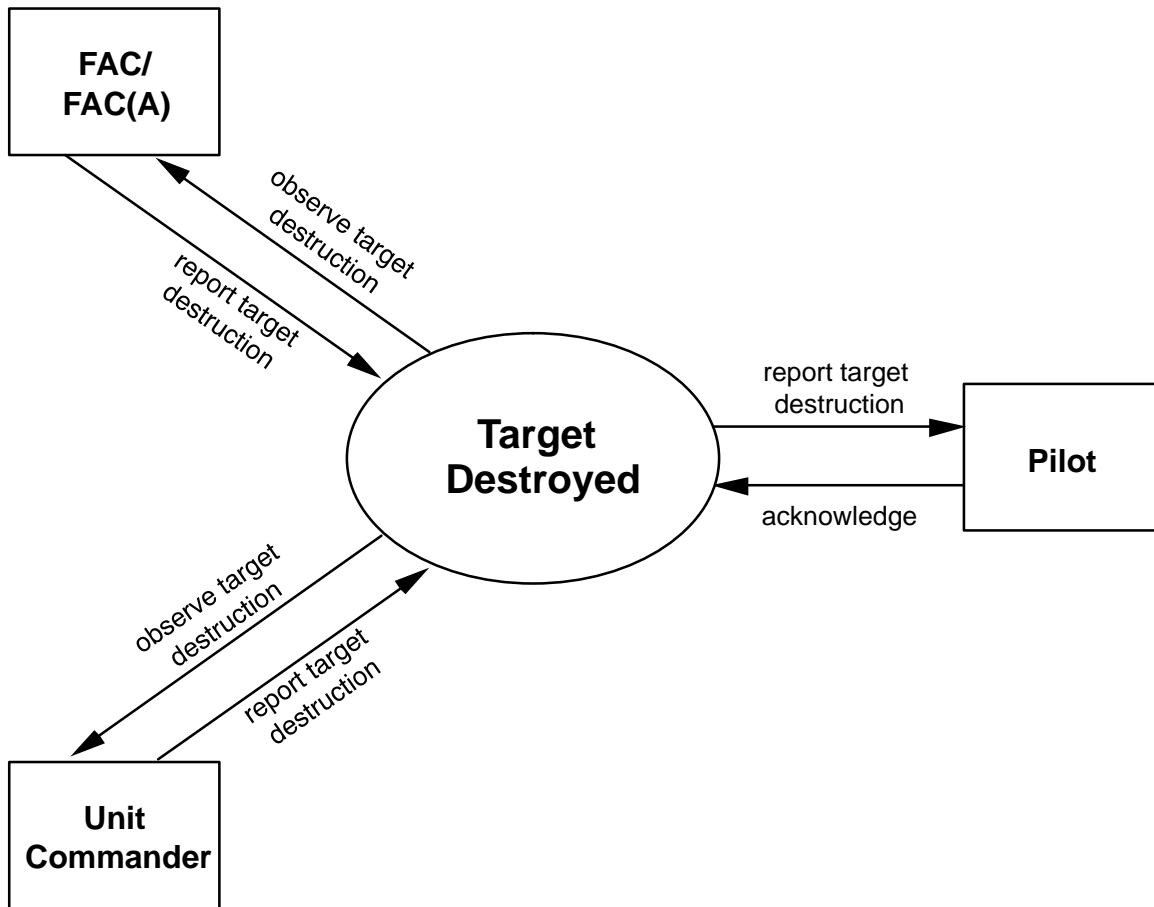 FAC/
FAC(A)
observe target
destruction
report target
destruction
Target
Destroyed
report target
destruction
Pilot
acknowledge
observe target
destruction
report target
destruction
Unit
Commander